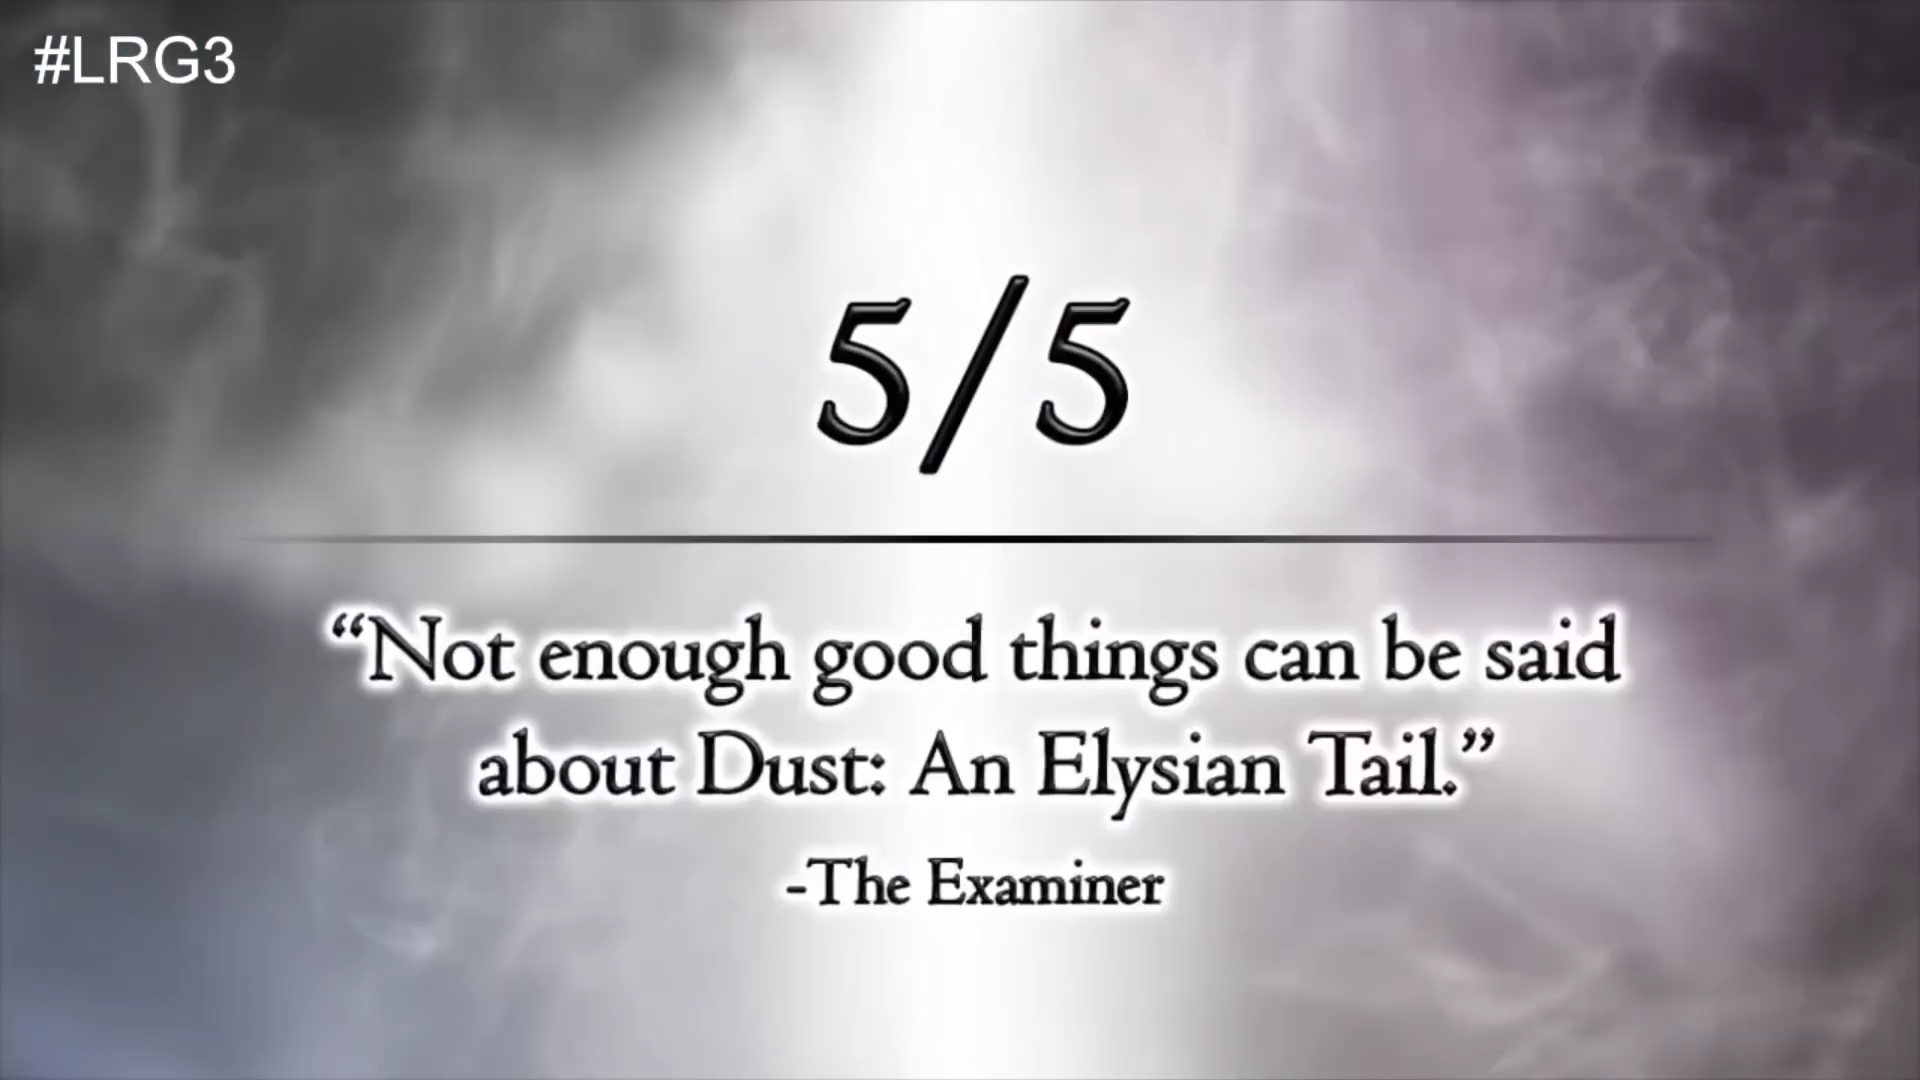 #LRG3
5/5
“Not enough good things can be said
about Dust: An Elysian Tail.”
-The Examiner